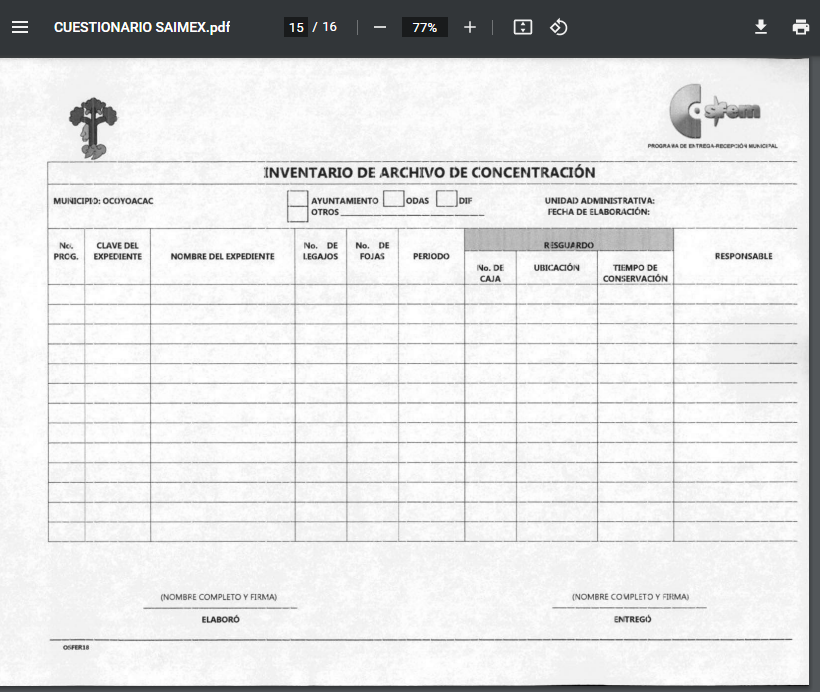 CUESTIONARIO SAIMEX.pdf
15 / 16
77%
osfem
PROGRAMA DE ENTREGA-RECEPCIÓN MUNICIPAL
INVENTARIO DE ARCHIVO DE CONCENTRACIÓN
MUNICIPIO: OCOYOACAC
AYUNTAMIENTO ODAS DIF
OTROS
UNIDAD ADMINISTRATIVA:
FECHA DE ELABORACIÓN:
No. PROG.
CLAVE DEL EXPEDIENTE
NOMBRE DEL EXPEDIENTE
No. DE LEGAJOS
No. DE FOJAS
PERIODO
RESGUARDO
No. DE CAJA
UBICACIÓN
TIEMPO DE CONSERVACIÓN
RESPONSABLE
(NOMBRE COMPLETO Y FIRMA)
ELABORÓ
(NOMBRE COMPLETO Y FIRMA)
ENTREGÓ
OSFER18